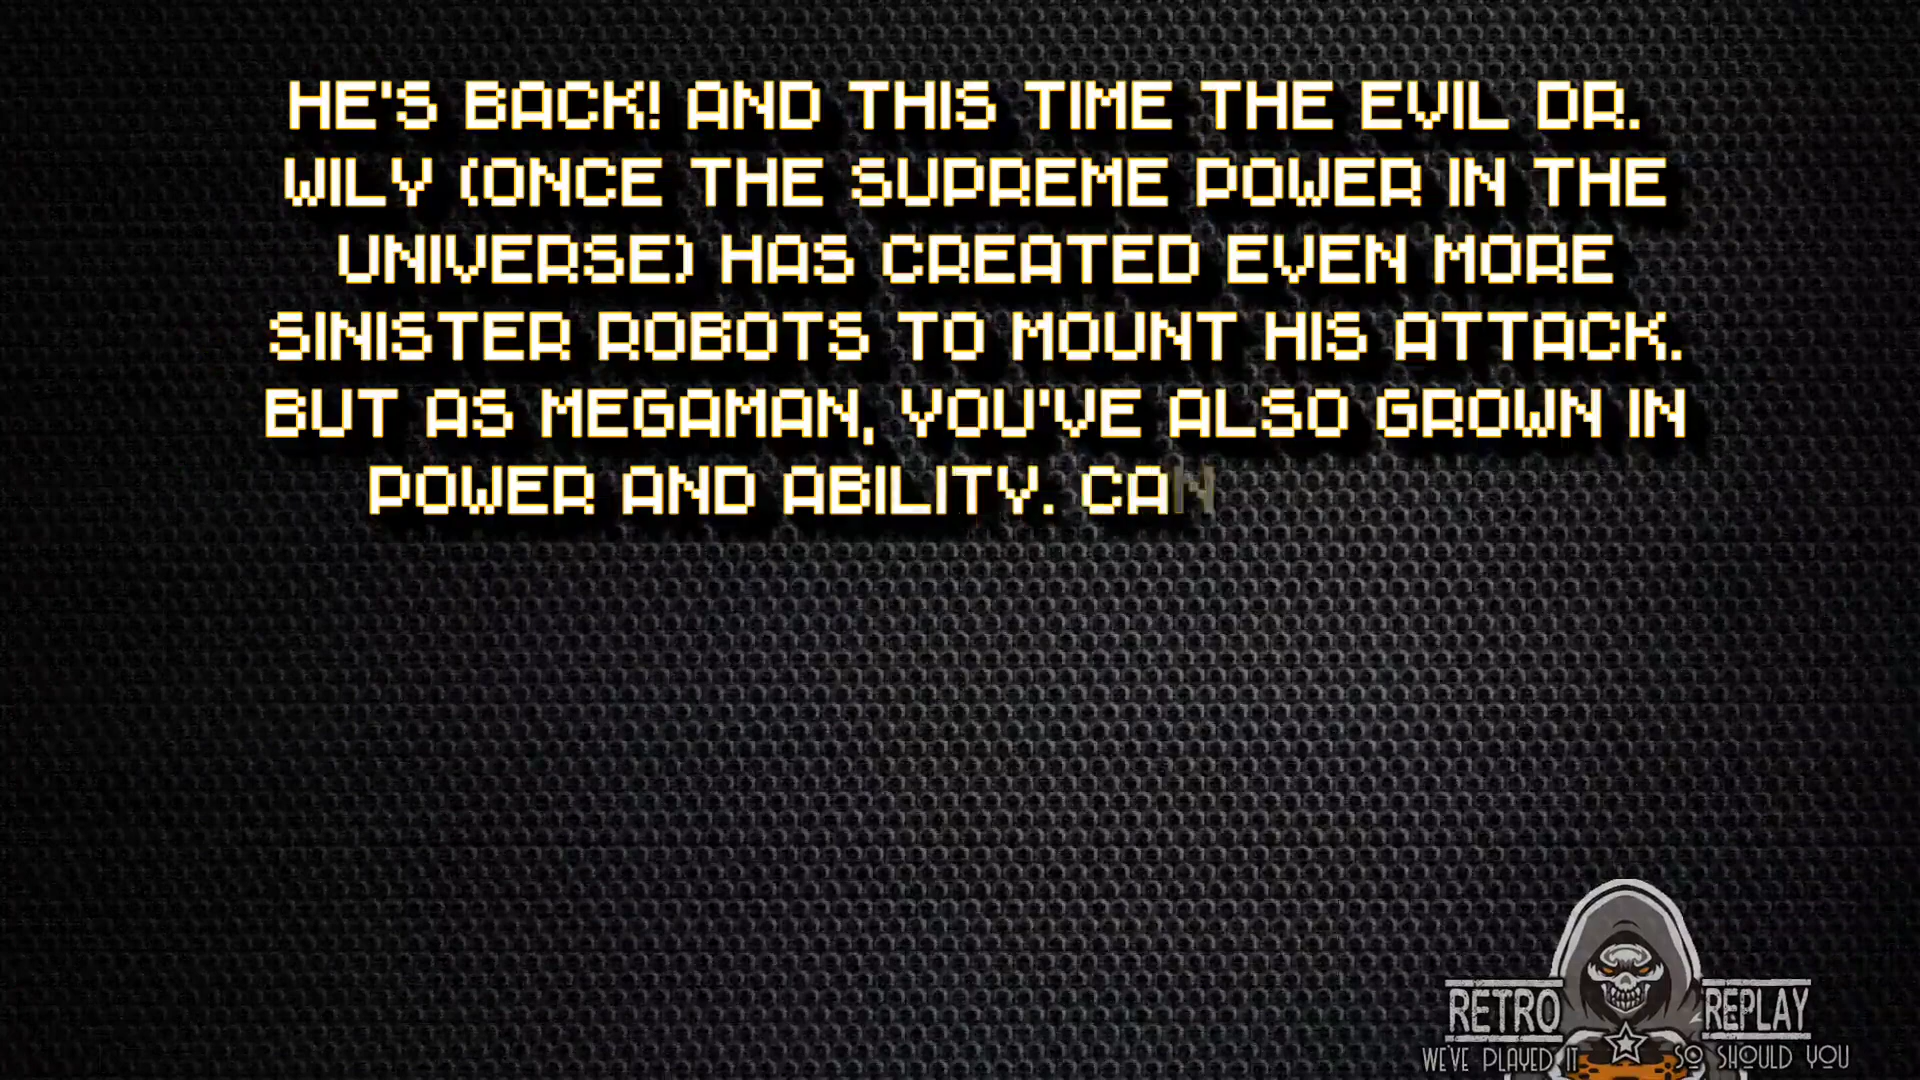 HE'S BACK! AND THIS TIME THE EVIL DR.
WILY (ONCE THE SUPREME POWER IN THE
UNIVERSE) HAS CREATED EVEN MORE
SINISTER ROBOTS TO MOUNT HIS ATTACK.
BUT AS MEGAMAN, YOU'VE ALSO GROWN IN
POWER AND ABILITY. CAN
RETRO REPLAY
WE'VE PLAYED IT SO SHOULD YOU